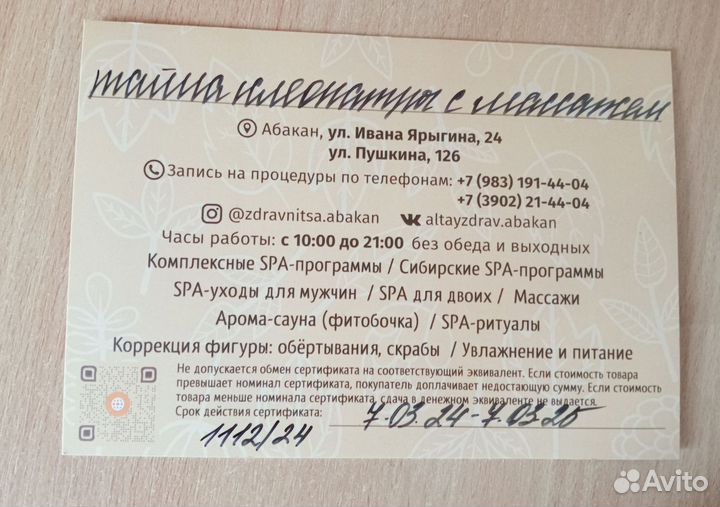 тайна клеопатры с массажем
Абакан, ул. Ивана Ярыгина, 24
ул. Пушкина, 126
Запись на процедуры по телефонам: +7 (983) 191-44-04
+7 (3902) 21-44-04
@zdravnitsa.abakan altayzdrav.abakan
Часы работы: с 10:00 до 21:00 без обеда и выходных
Комплексные SPA-программы / Сибирские SPA-программы
SPA-уходы для мужчин / SPA для двоих / Массажи
Арома-сауна (фитобочка) / SPA-ритуалы
Коррекция фигуры: обёртывания, скрабы / Увлажнение и питание
Не допускается обмен сертификата на соответствующий эквивалент. Если стоимость товара
превышает номинал сертификата, покупатель доплачивает недостающую сумму. Если стоимость
товара меньше номинала сертификата, сдача в денежном эквиваленте не выдается.
Срок действия сертификата: 7.03.24-7.03.25
1112/24
Avito